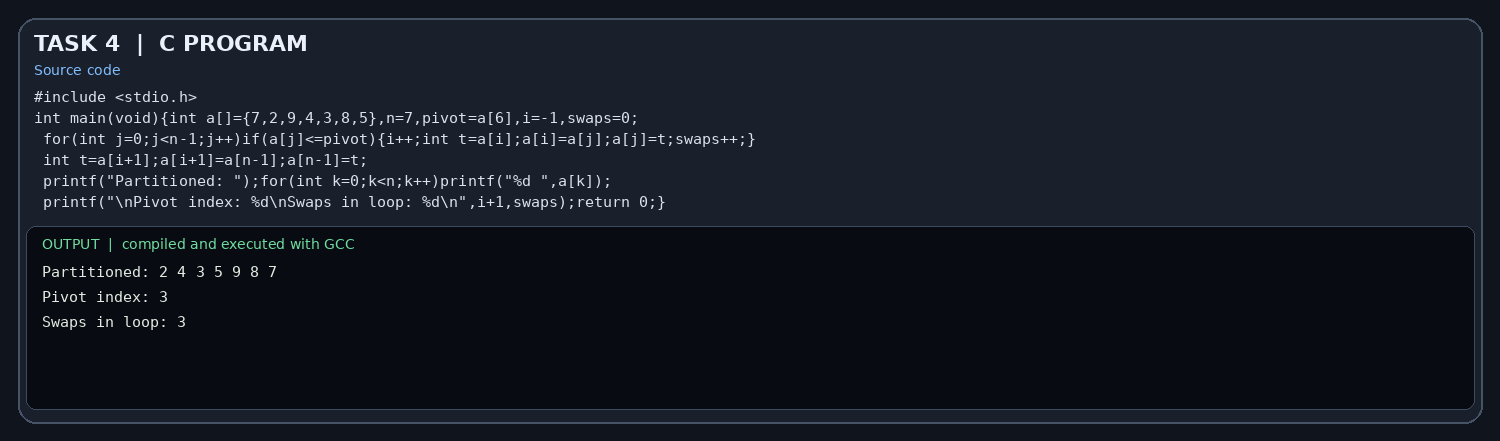 TASK 4 | C PROGRAM
Source code
#include <stdio.h>
int main(void){int a[]={7,2,9,4,3,8,5},n=7,pivot=a[6],i=-1,swaps=0;
 for(int j=0;j<n-1;j++)if(a[j]<=pivot){i++;int t=a[i];a[i]=a[j];a[j]=t;swaps++;}
 int t=a[i+1];a[i+1]=a[n-1];a[n-1]=t;
 printf("Partitioned: ");for(int k=0;k<n;k++)printf("%d ",a[k]);
 printf("\nPivot index: %d\nSwaps in loop: %d\n",i+1,swaps);return 0;}
OUTPUT | compiled and executed with GCC
Partitioned: 2 4 3 5 9 8 7
Pivot index: 3
Swaps in loop: 3